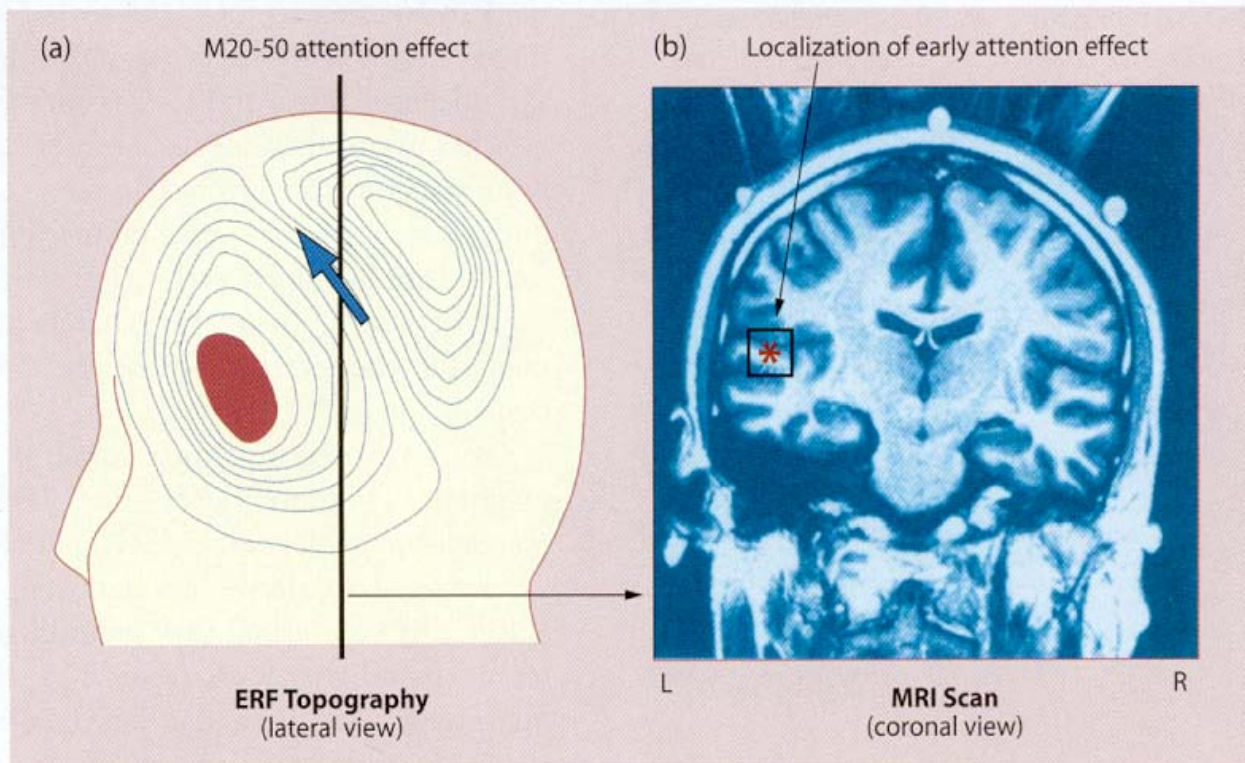 (a)
M20-50 attention effect
(b)
Localization of early attention effect
*
L
R
ERF Topography
(lateral view)
MRI Scan
(coronal view)